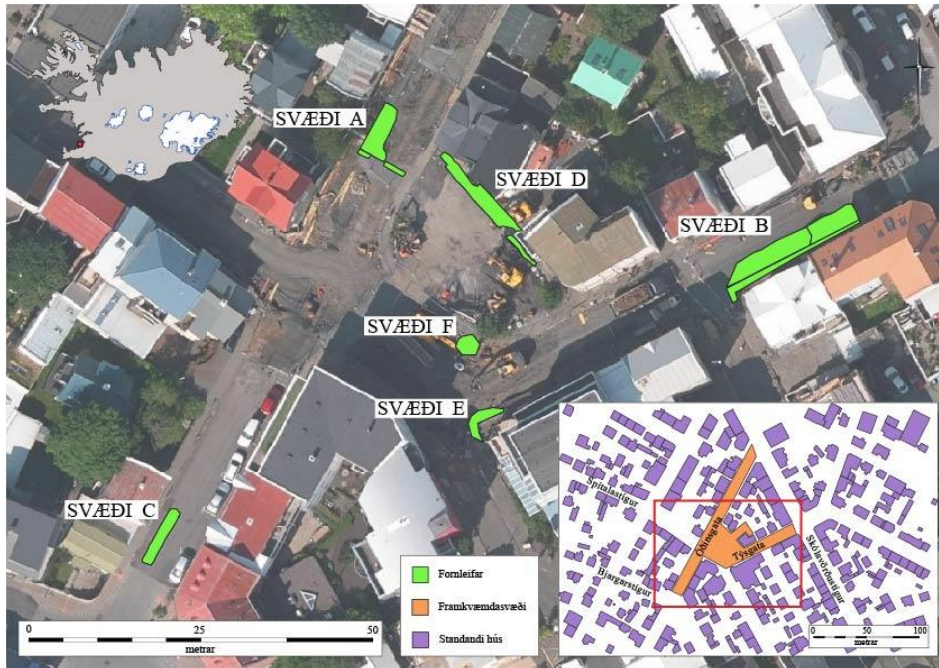 SVÆÐI A
SVÆÐI D
SVÆÐI B
SVÆÐI F
SVÆÐI E
SVÆÐI C
Fornleifar
Framkvæmdasvæði
Standandi hús
0 25 50
metrar
Spítalastígur
Óðinsgata
Týsgata
Bjargarstígur
Skólavörðustígur
0 50 100
metrar